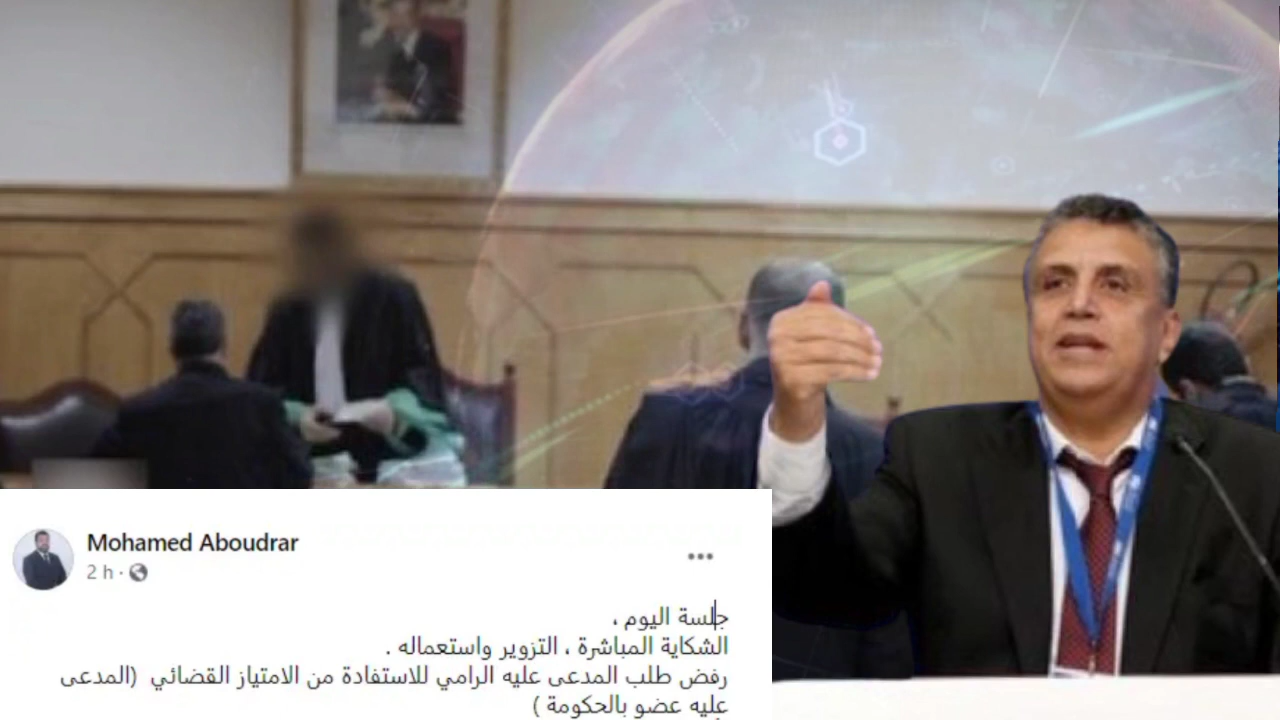 Mohamed Aboudrar
2 h ·
جلسة اليوم ،
الشكاية المباشرة ، التزوير واستعماله .
رفض طلب المدعى عليه الرامي للاستفادة من الامتياز القضائي (المدعى
عليه عضو بالحكومة )